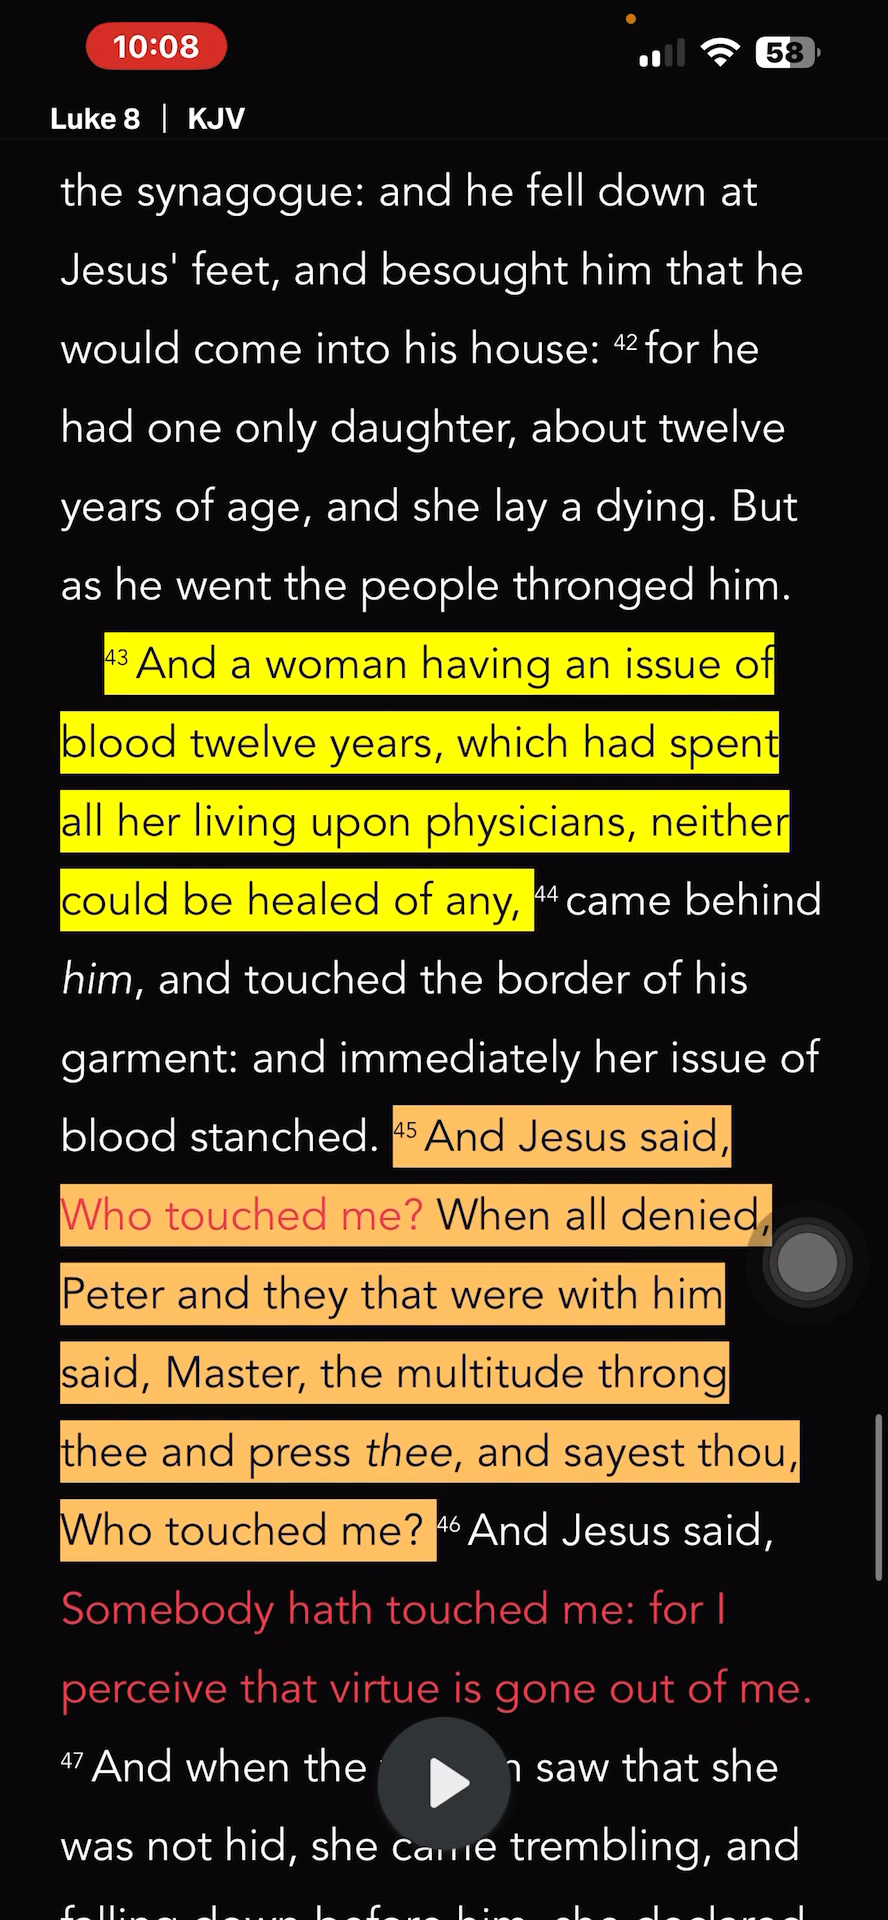 10:08
58
Luke 8 | KJV
the synagogue: and he fell down at
Jesus' feet, and besought him that he
would come into his house: 42 for he
had one only daughter, about twelve
years of age, and she lay a dying. But
as he went the people thronged him.
43 And a woman having an issue of
blood twelve years, which had spent
all her living upon physicians, neither
could be healed of any, 44 came behind
him, and touched the border of his
garment: and immediately her issue of
blood stanched. 45 And Jesus said,
Who touched me? When all denied,
Peter and they that were with him
said, Master, the multitude throng
thee and press thee, and sayest thou,
Who touched me? 46 And Jesus said,
Somebody hath touched me: for I
perceive that virtue is gone out of me.
47 And when the saw that she
was not hid, she came trembling, and
falling down before him, she declared